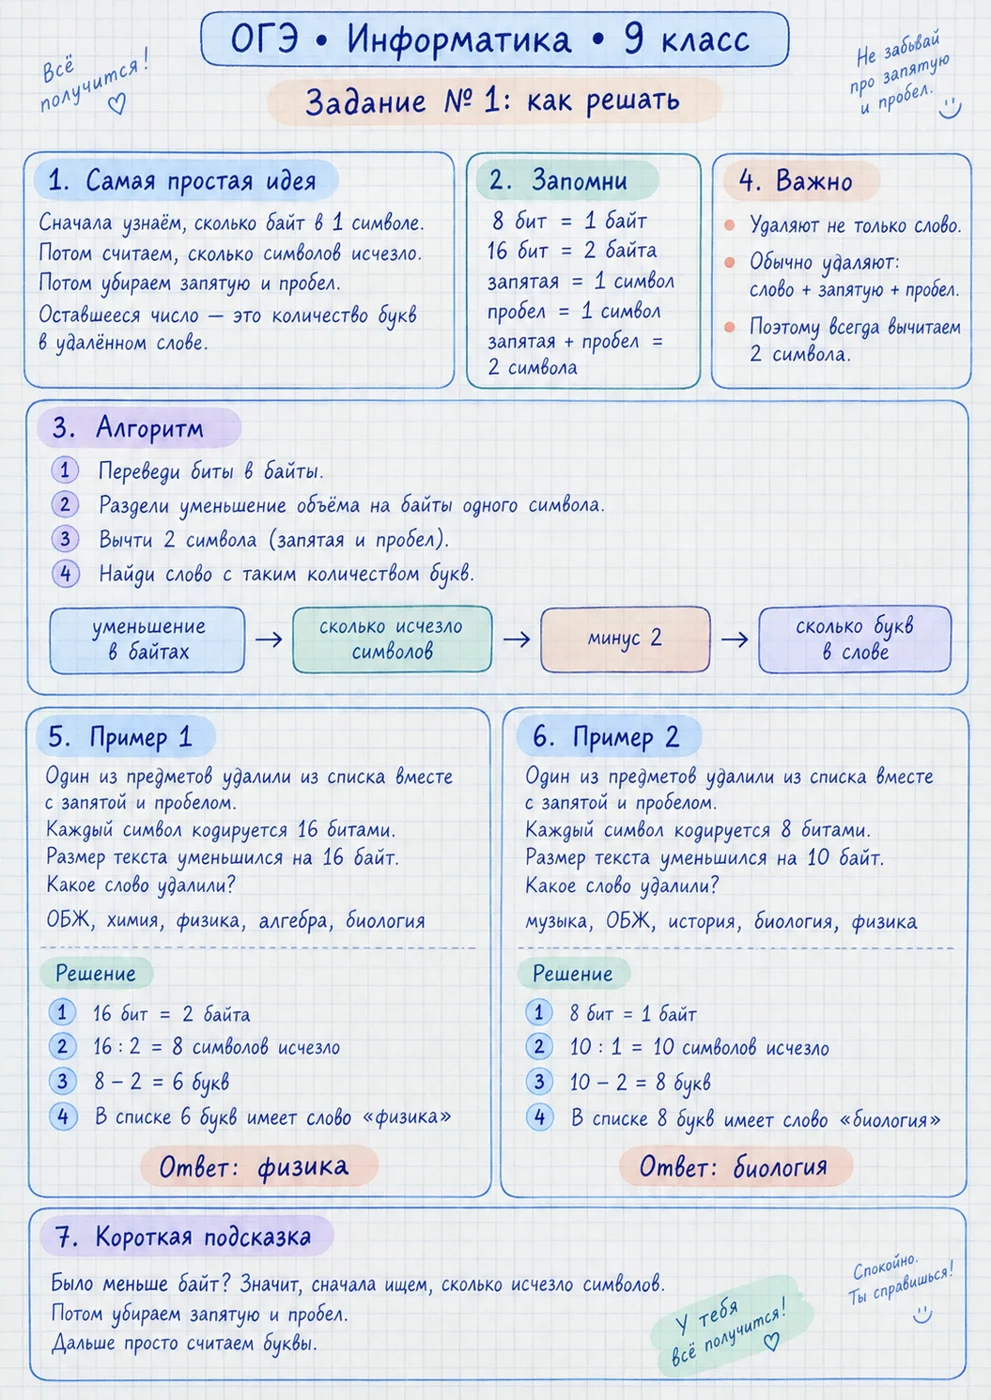 ОГЭ • Информатика • 9 класс
Всё
получится!
Не забывай
про запятую
и пробел.
Задание № 1: как решать
1. Самая простая идея
Сначала узнаём, сколько байт в 1 символе.
Потом считаем, сколько символов исчезло.
Потом убираем запятую и пробел.
Оставшееся число — это количество букв
в удалённом слове.
2. Запомни
8 бит = 1 байт
16 бит = 2 байта
запятая = 1 символ
пробел = 1 символ
запятая + пробел =
2 символа
4. Важно
Удаляют не только слово.
Обычно удаляют:
слово + запятую + пробел.
Поэтому всегда вычитаем
2 символа.
3. Алгоритм
1 Переведи биты в байты.
2 Раздели уменьшение объёма на байты одного символа.
3 Вычти 2 символа (запятая и пробел).
4 Найди слово с таким количеством букв.
уменьшение
в байтах
→
сколько исчезло
символов
→
минус 2
→
сколько букв
в слове
5. Пример 1
Один из предметов удалили из списка вместе
с запятой и пробелом.
Каждый символ кодируется 16 битами.
Размер текста уменьшился на 16 байт.
Какое слово удалили?
ОБЖ, химия, физика, алгебра, биология
Решение
1 16 бит = 2 байта
2 16 : 2 = 8 символов исчезло
3 8 – 2 = 6 букв
4 В списке 6 букв имеет слово «физика»
Ответ: физика
6. Пример 2
Один из предметов удалили из списка вместе
с запятой и пробелом.
Каждый символ кодируется 8 битами.
Размер текста уменьшился на 10 байт.
Какое слово удалили?
музыка, ОБЖ, история, биология, физика
Решение
1 8 бит = 1 байт
2 10 : 1 = 10 символов исчезло
3 10 – 2 = 8 букв
4 В списке 8 букв имеет слово «биология»
Ответ: биология
7. Короткая подсказка
Было меньше байт? Значит, сначала ищем, сколько исчезло символов.
Потом убираем запятую и пробел.
Дальше просто считаем буквы.
У тебя
всё получится!
Спокойно.
Ты справишься!